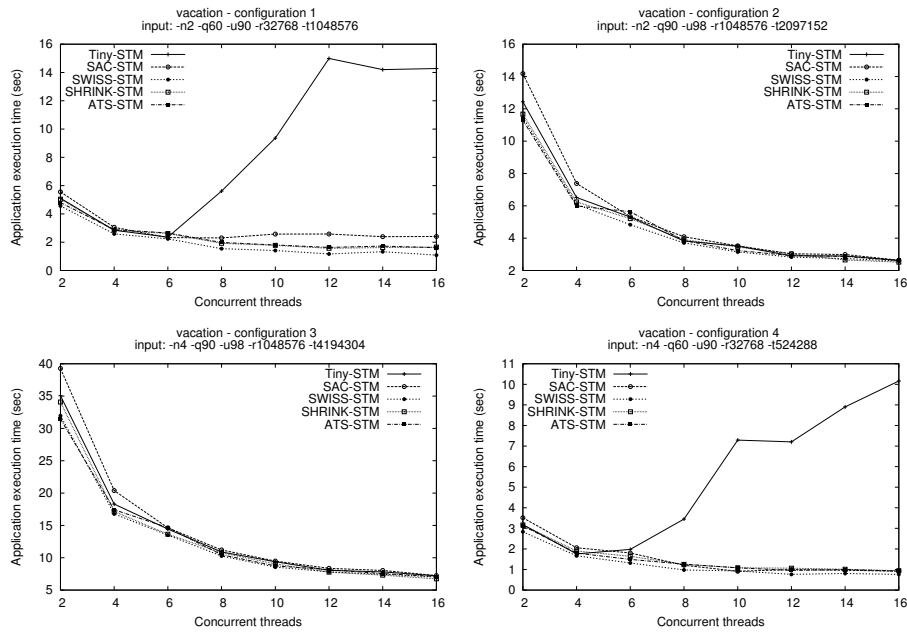 vacation - configuration 1
input: -n2 -q60 -u90 -r32768 -t1048576
Application execution time (sec)
16
14
12
10
8
6
4
2
0
Tiny-STM
SAC-STM
SWISS-STM
SHRINK-STM
ATS-STM
2 4 6 8 10 12 14 16
Concurrent threads
vacation - configuration 2
input: -n2 -q90 -u98 -r1048576 -t2097152
Application execution time (sec)
16
14
12
10
8
6
4
2
Tiny-STM
SAC-STM
SWISS-STM
SHRINK-STM
ATS-STM
2 4 6 8 10 12 14 16
Concurrent threads
vacation - configuration 3
input: -n4 -q90 -u98 -r1048576 -t4194304
Application execution time (sec)
40
35
30
25
20
15
10
5
Tiny-STM
SAC-STM
SWISS-STM
SHRINK-STM
ATS-STM
2 4 6 8 10 12 14 16
Concurrent threads
vacation - configuration 4
input: -n4 -q60 -u90 -r32768 -t524288
Application execution time (sec)
11
10
9
8
7
6
5
4
3
2
1
0
Tiny-STM
SAC-STM
SWISS-STM
SHRINK-STM
ATS-STM
2 4 6 8 10 12 14 16
Concurrent threads